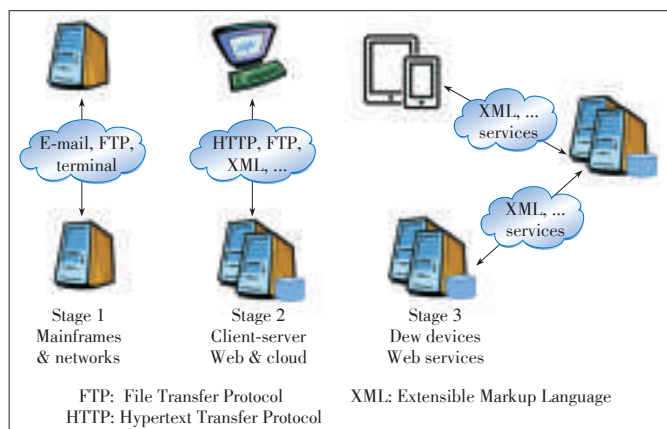 E-mail, FTP,
terminal
HTTP, FTP,
XML, ...
XML, ...
services
XML, ...
services
Stage 1
Mainframes
& networks
Stage 2
Client-server
Web & cloud
Stage 3
Dew devices
Web services
FTP: File Transfer Protocol
XML: Extensible Markup Language
HTTP: Hypertext Transfer Protocol